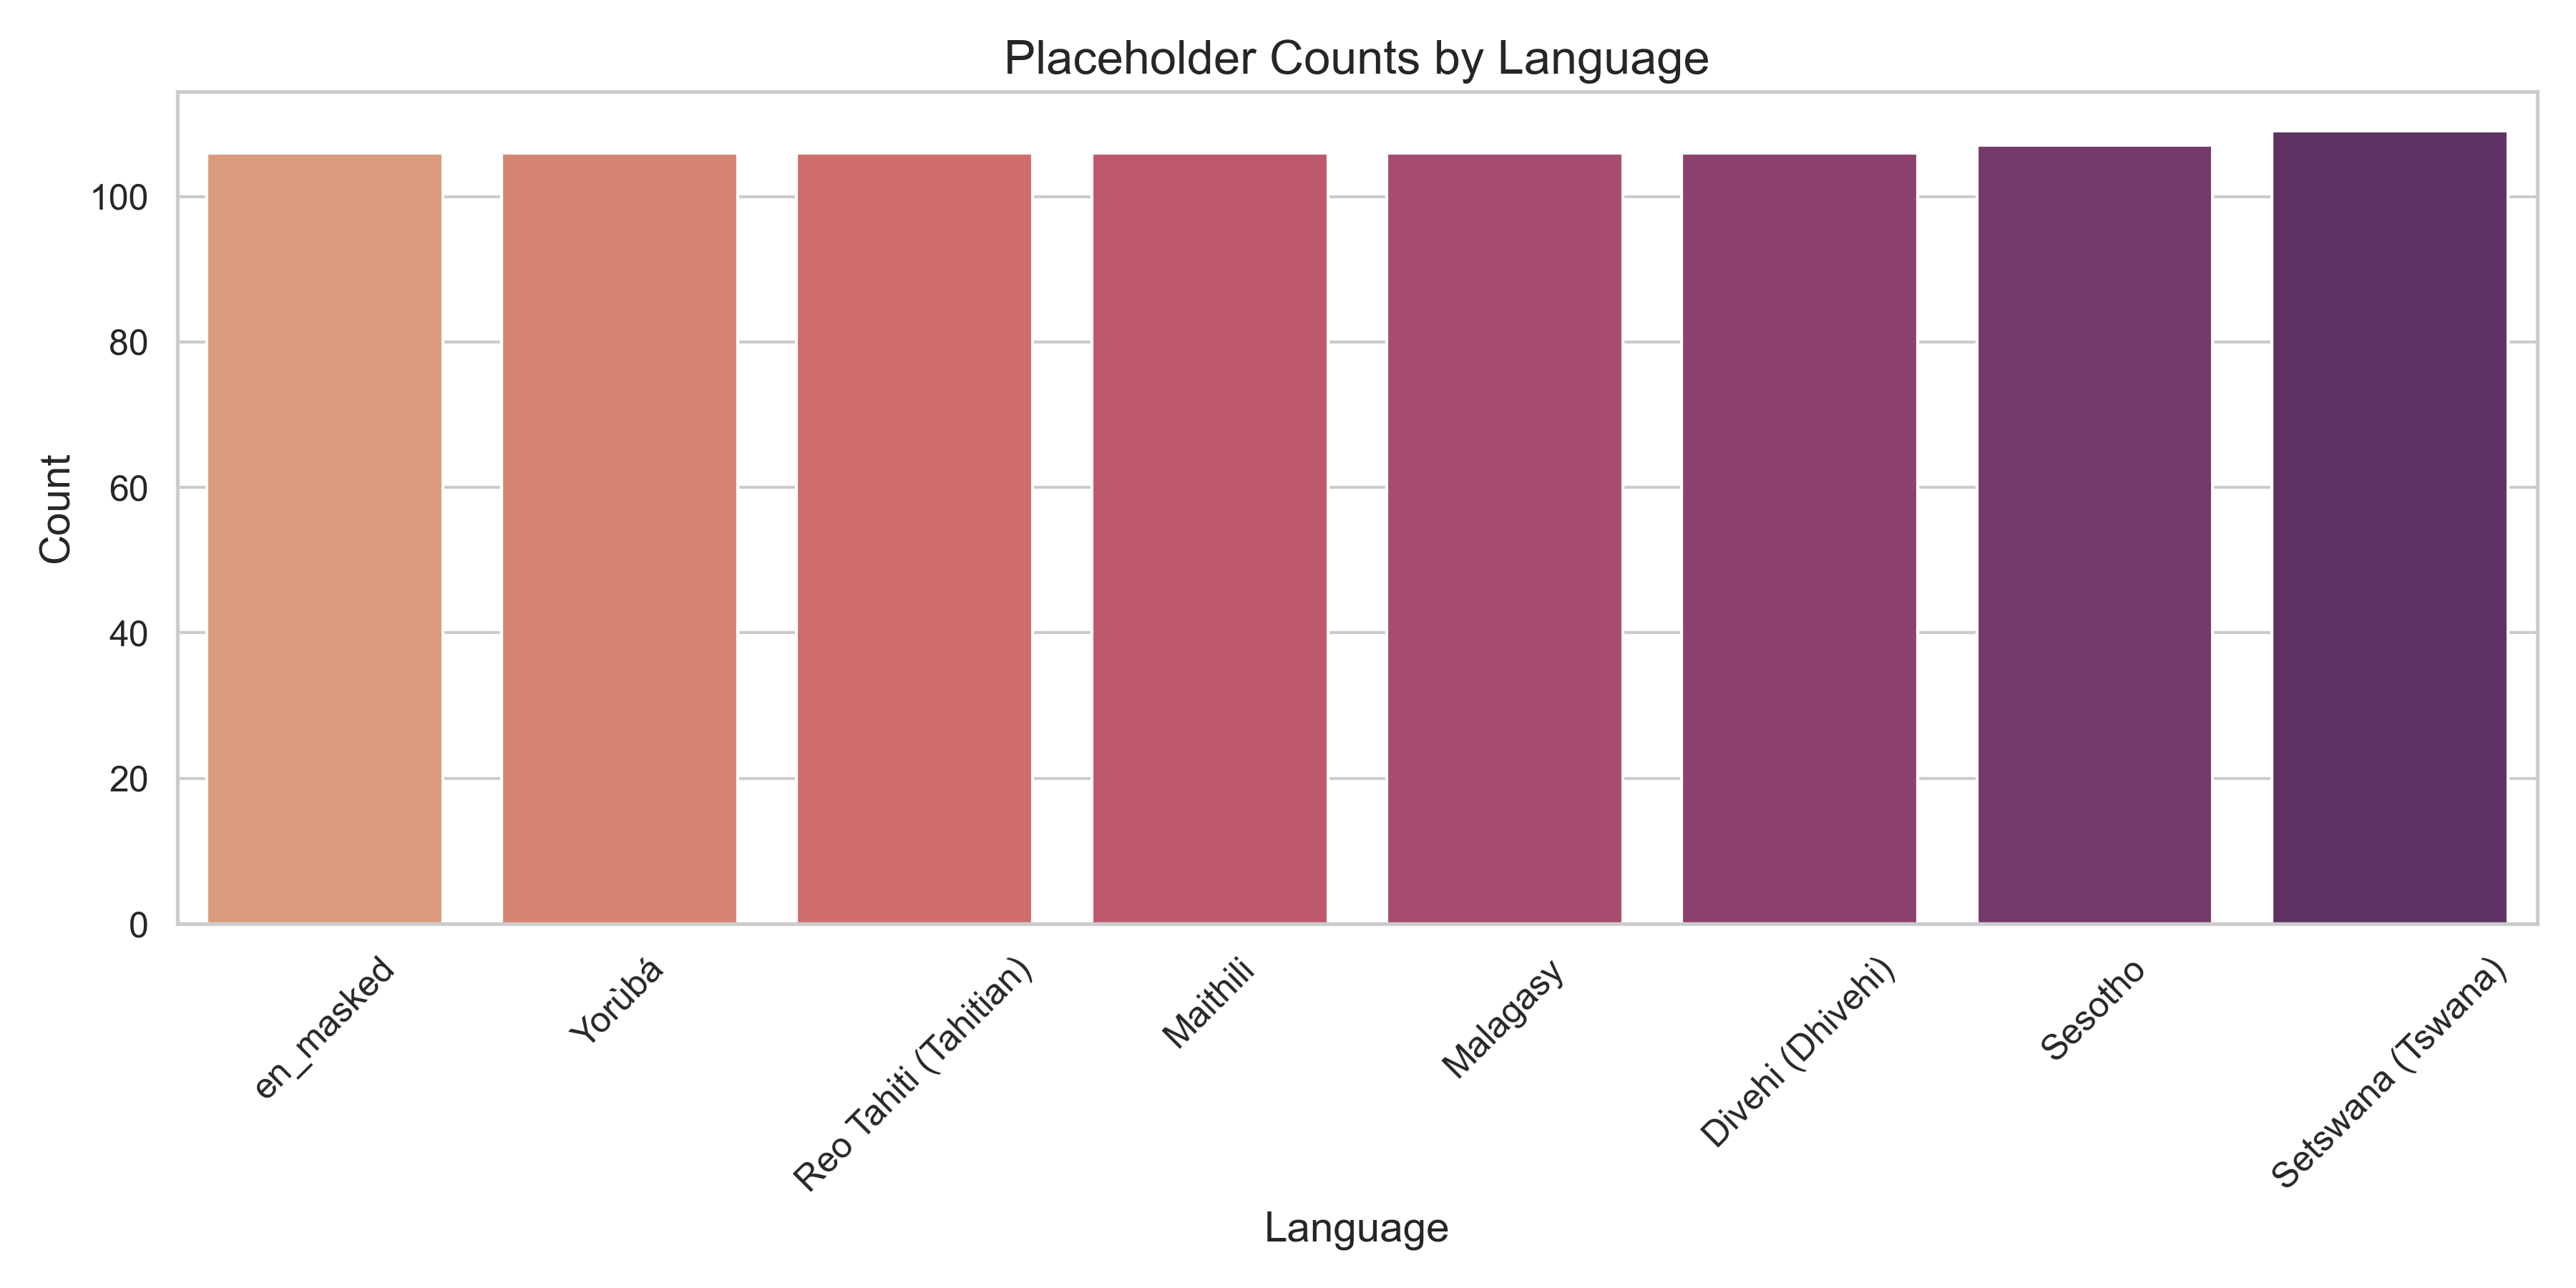 Placeholder Counts by Language
Count
100
80
60
40
20
0
en_masked
Yorùbá
Reo Tahiti (Tahitian)
Maithili
Malagasy
Divehi (Dhivehi)
Sesotho
Setswana (Tswana)
Language